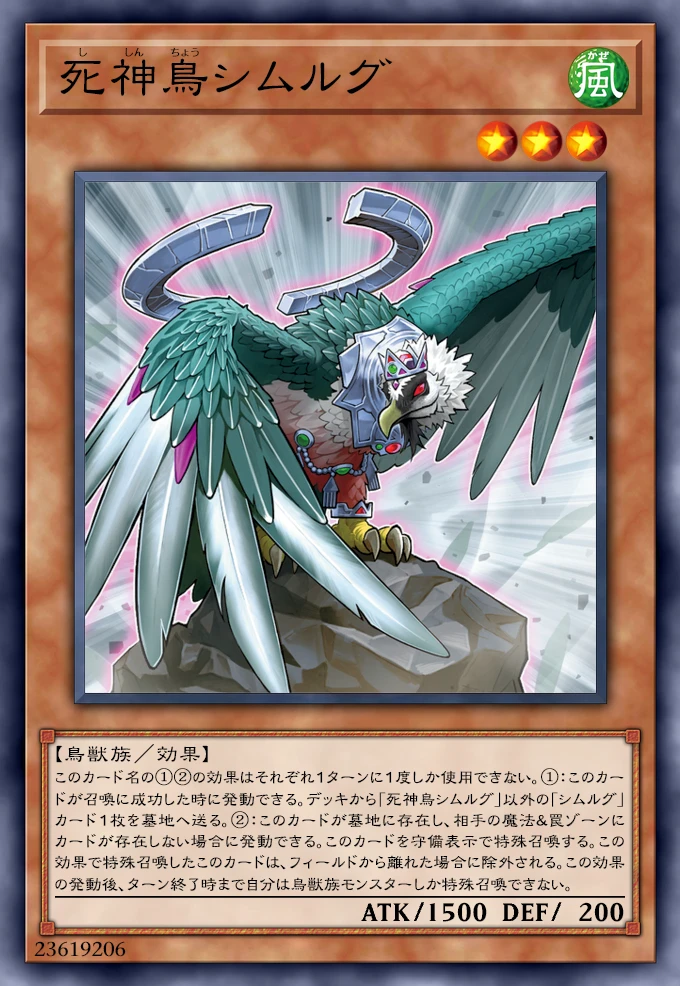 し しん ちょう
死神鳥シムルグ
かぜ
風
【鳥獣族／効果】
このカード名の①②の効果はそれぞれ1ターンに1度しか使用できない。①：このカー
ドが召喚に成功した時に発動できる。デッキから「死神鳥シムルグ」以外の「シムルグ」
カード1枚を墓地へ送る。②：このカードが墓地に存在し、相手の魔法&罠ゾーンに
カードが存在しない場合に発動できる。このカードを守備表示で特殊召喚する。この
効果で特殊召喚したこのカードは、フィールドから離れた場合に除外される。この効果
の発動後、ターン終了時まで自分は鳥獣族モンスターしか特殊召喚できない。
ATK/1500 DEF/ 200
23619206